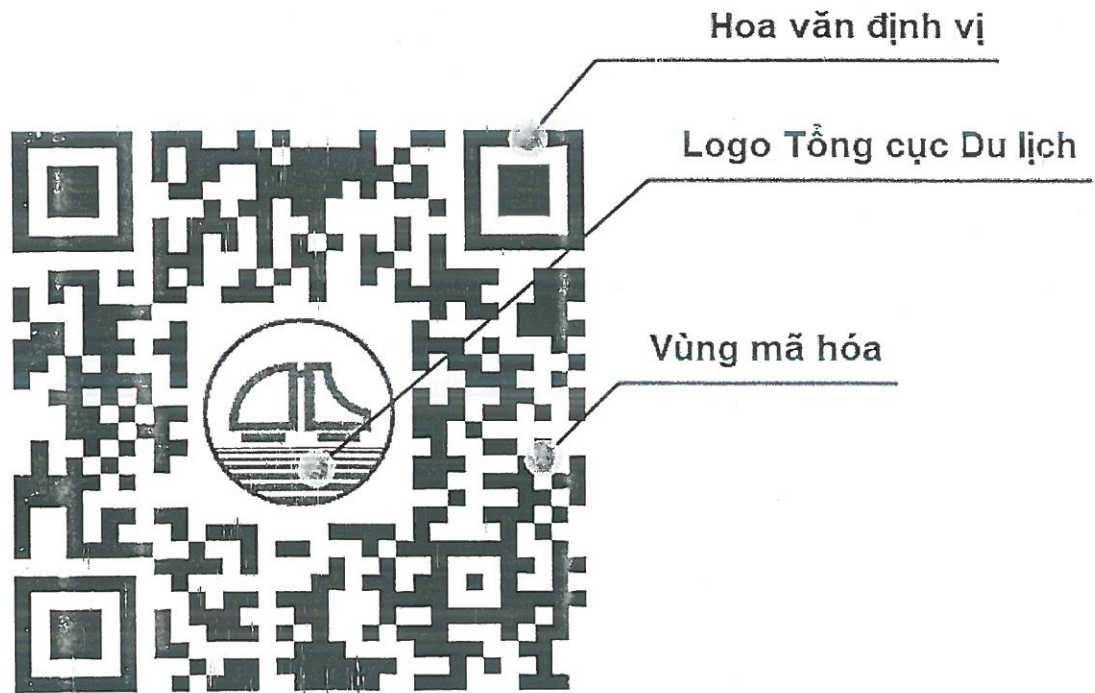 Hoa văn định vị
Logo Tổng cục Du lịch
Vùng mã hóa